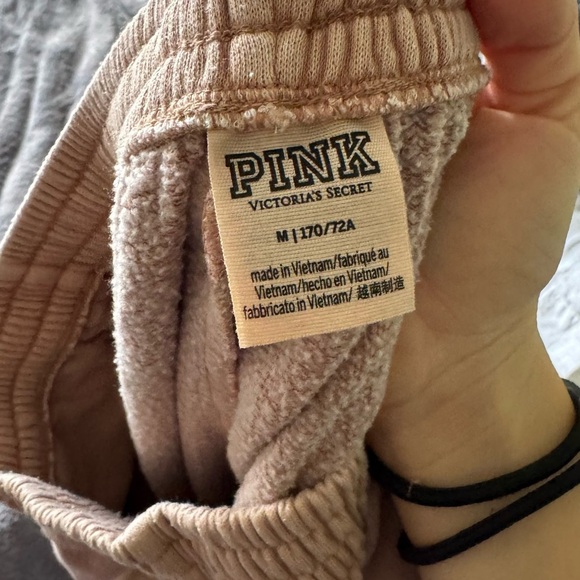 PINK
VICTORIA'S SECRET
M | 170/72A
made in Vietnam/fabriqué au
Vietnam/hecho en Vietnam/
fabbricato in Vietnam/ 越南制造